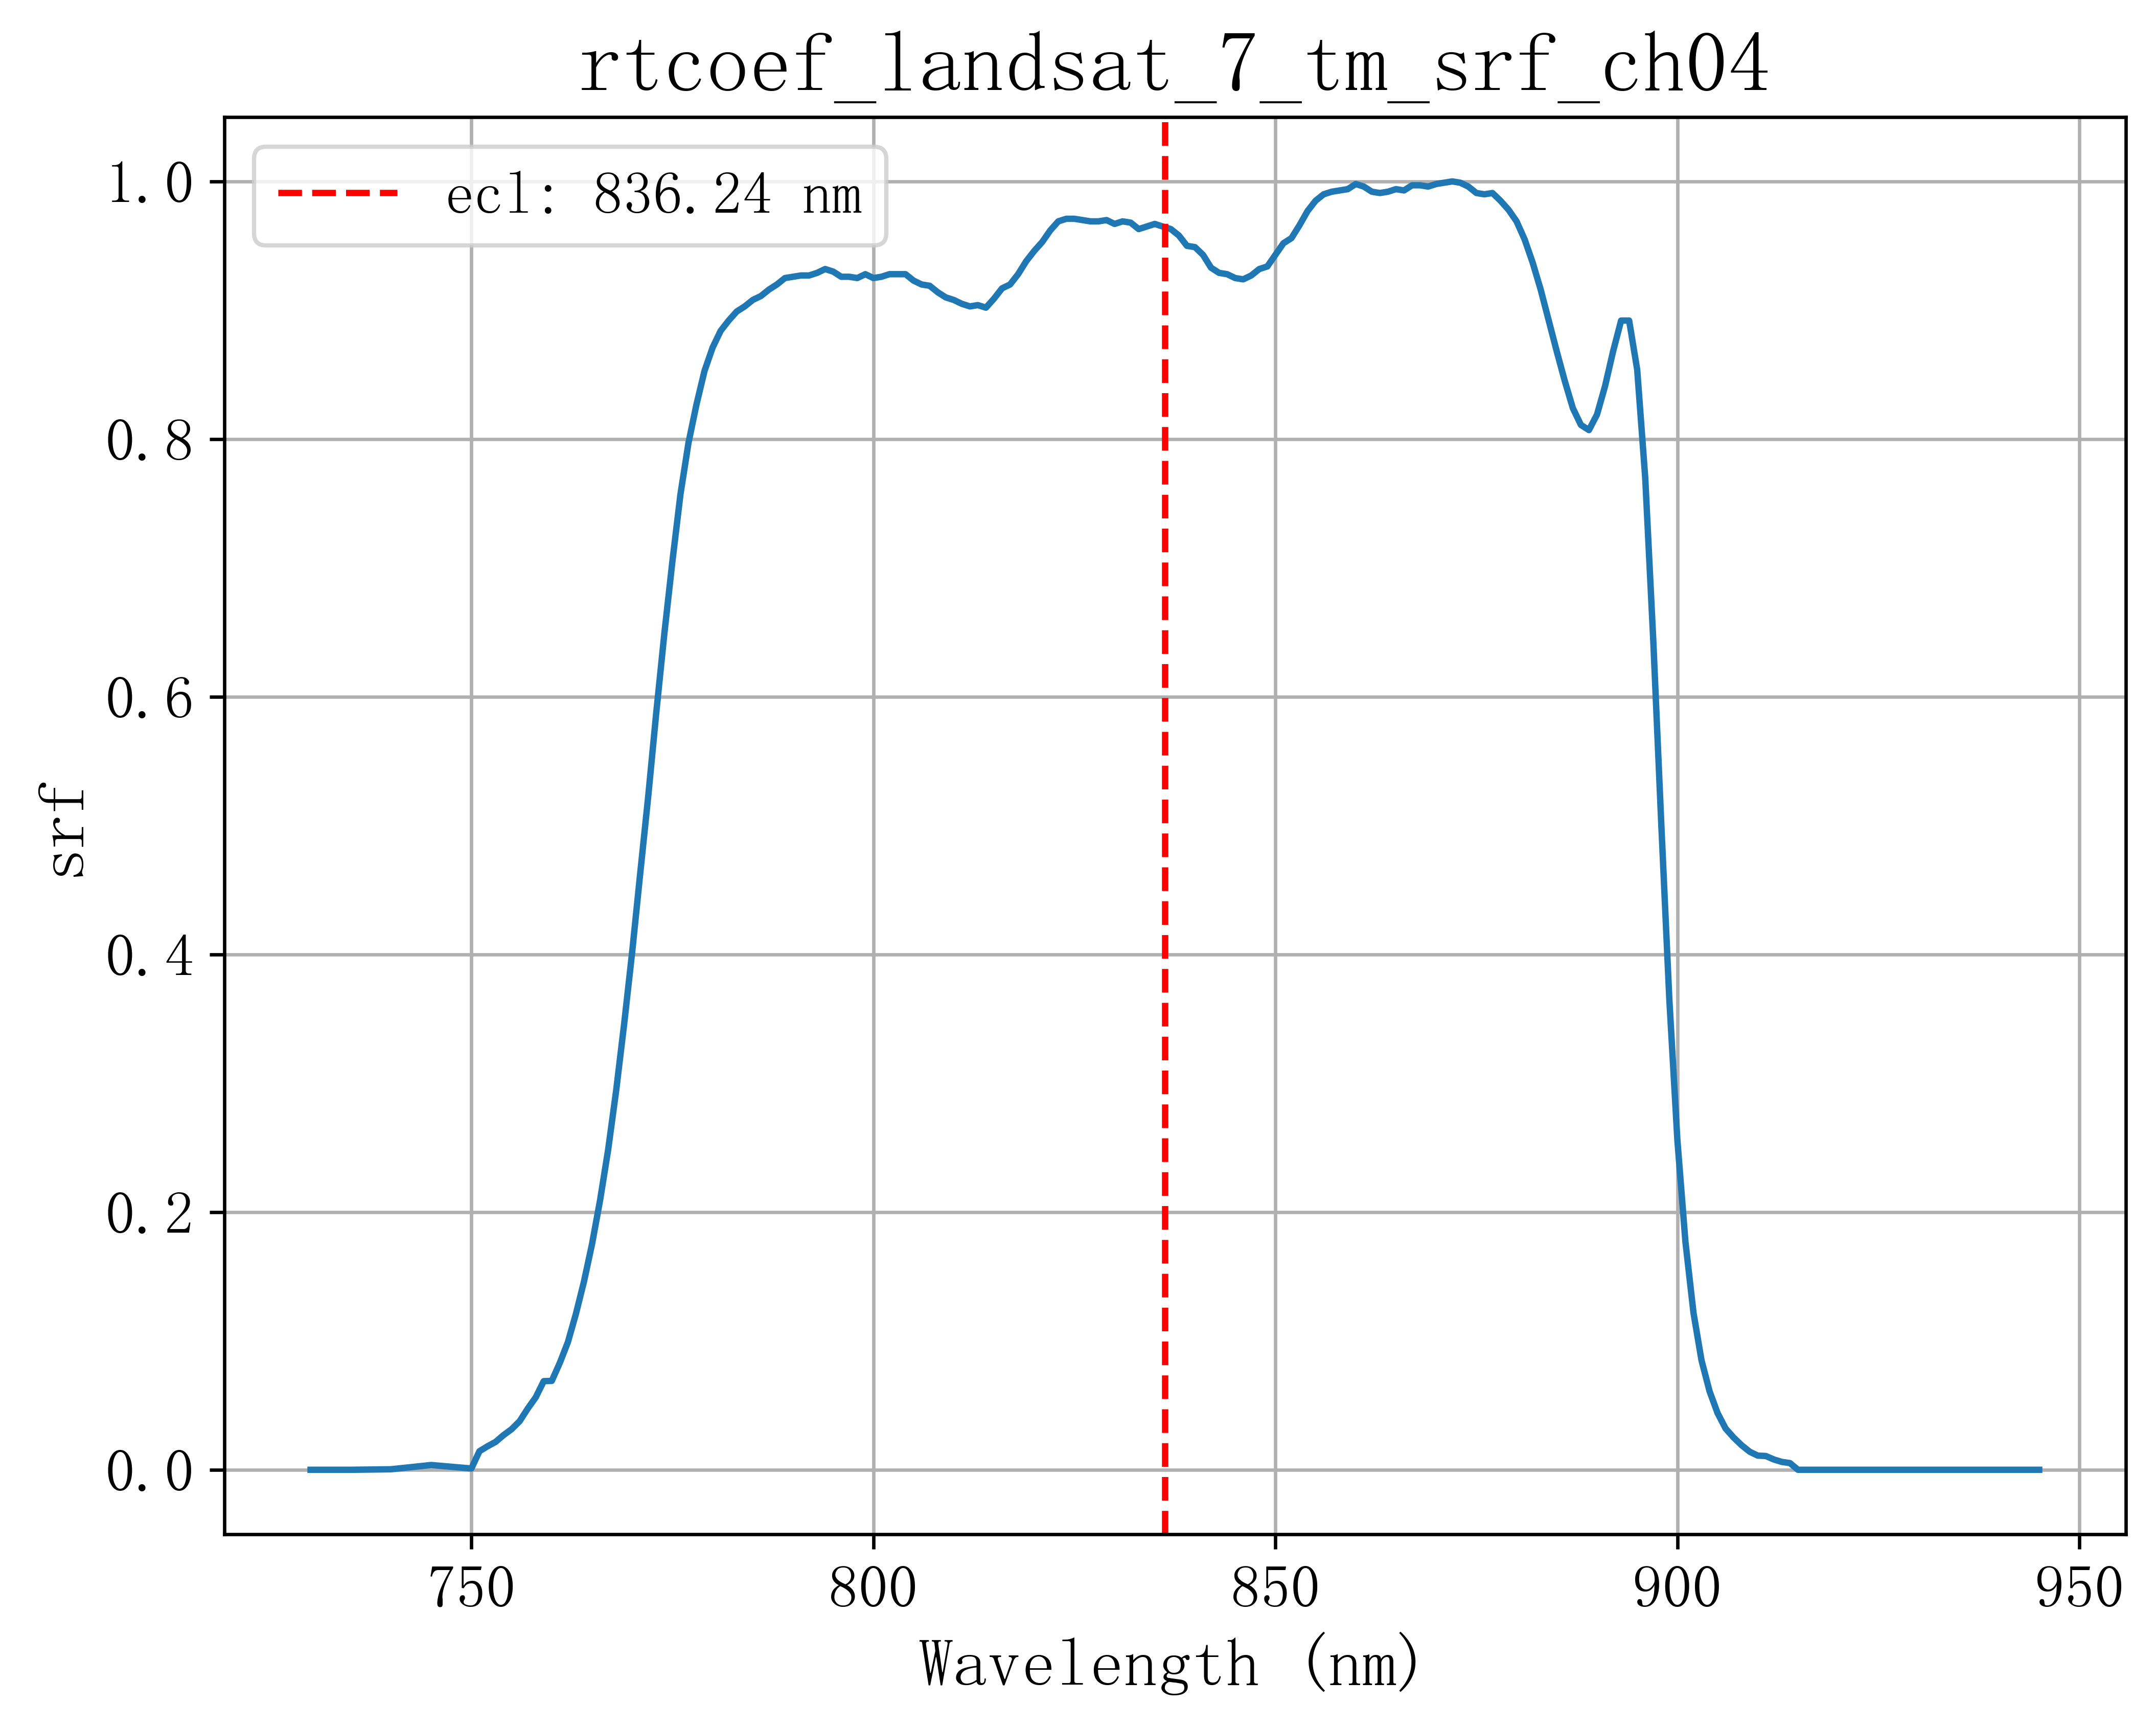 rtcoef_landsat_7_tm_srf_ch04
ecl: 836.24 nm
1.0
0.8
0.6
0.4
0.2
0.0
srf
750 800 850 900 950
Wavelength (nm)